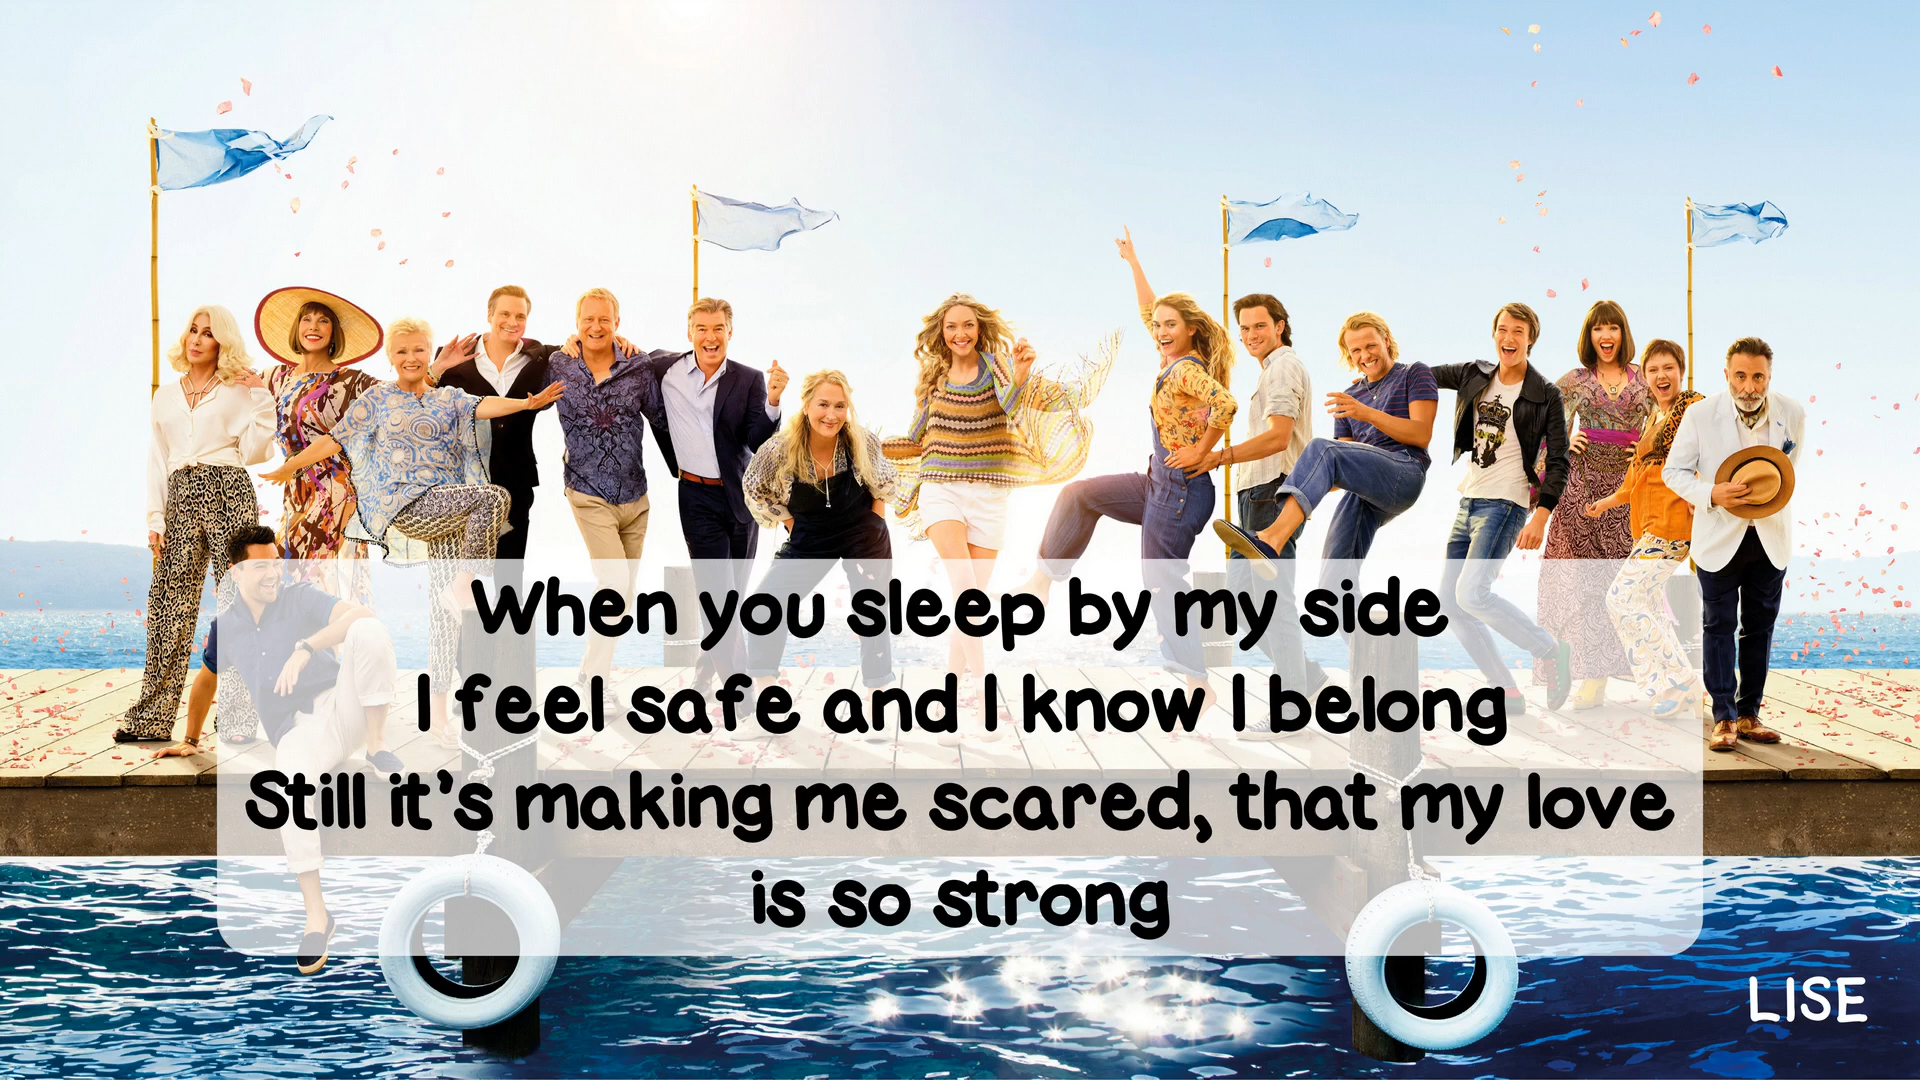 When you sleep by my side
I feel safe and I know I belong
Still it's making me scared, that my love
is so strong
LISE